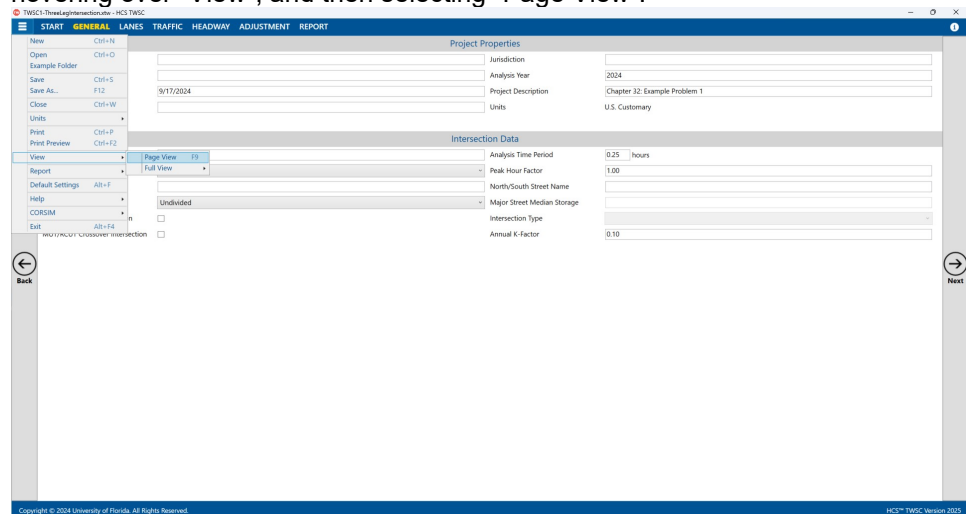 hovering over "View", and then selecting "Page View".
TWSC1-ThreeLegIntersection.xtw - HCS TWSC
START GENERAL LANES TRAFFIC HEADWAY ADJUSTMENT REPORT
New Ctrl+N
Open Ctrl+O
Example Folder
Save Ctrl+S
Save As... F12
Close Ctrl+W
Units
Print Ctrl+P
Print Preview Ctrl+F2
View
Report
Default Settings Alt+F
Help
CORSIM
Exit Alt+F4
Page View F9
Full View
Project Properties
Jurisdiction
Analysis Year 2024
9/17/2024 Project Description Chapter 32: Example Problem 1
Units U.S. Customary
Intersection Data
Analysis Time Period 0.25 hours
Peak Hour Factor 1.00
North/South Street Name
Undivided Major Street Median Storage
n Intersection Type
MUT/RCUT Crossover Intersection Annual K-Factor 0.10
Back
Next
Copyright © 2024 University of Florida. All Rights Reserved. HCS™ TWSC Version 2025